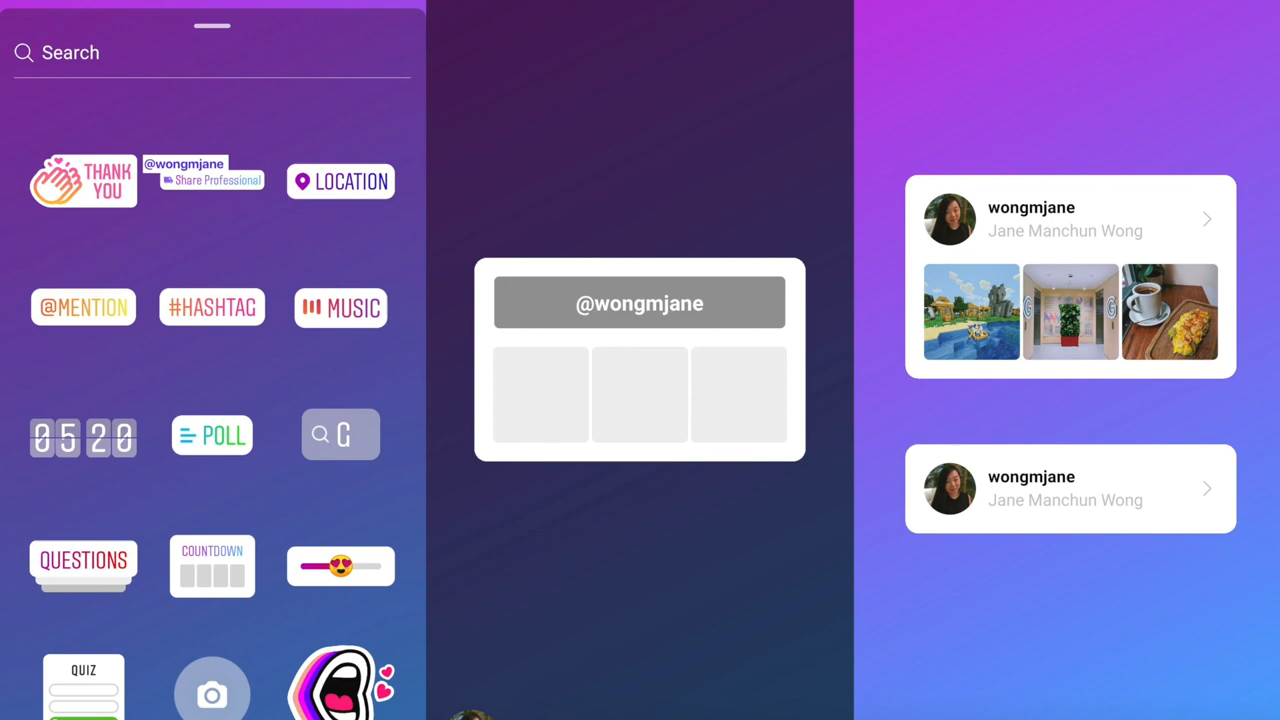 Search
THANK
YOU
@wongmjane
Share Professional
LOCATION
@MENTION
#HASHTAG
MUSIC
05 20
POLL
G
QUESTIONS
COUNTDOWN
QUIZ
@wongmjane
wongmjane
Jane Manchun Wong
G
G
wongmjane
Jane Manchun Wong